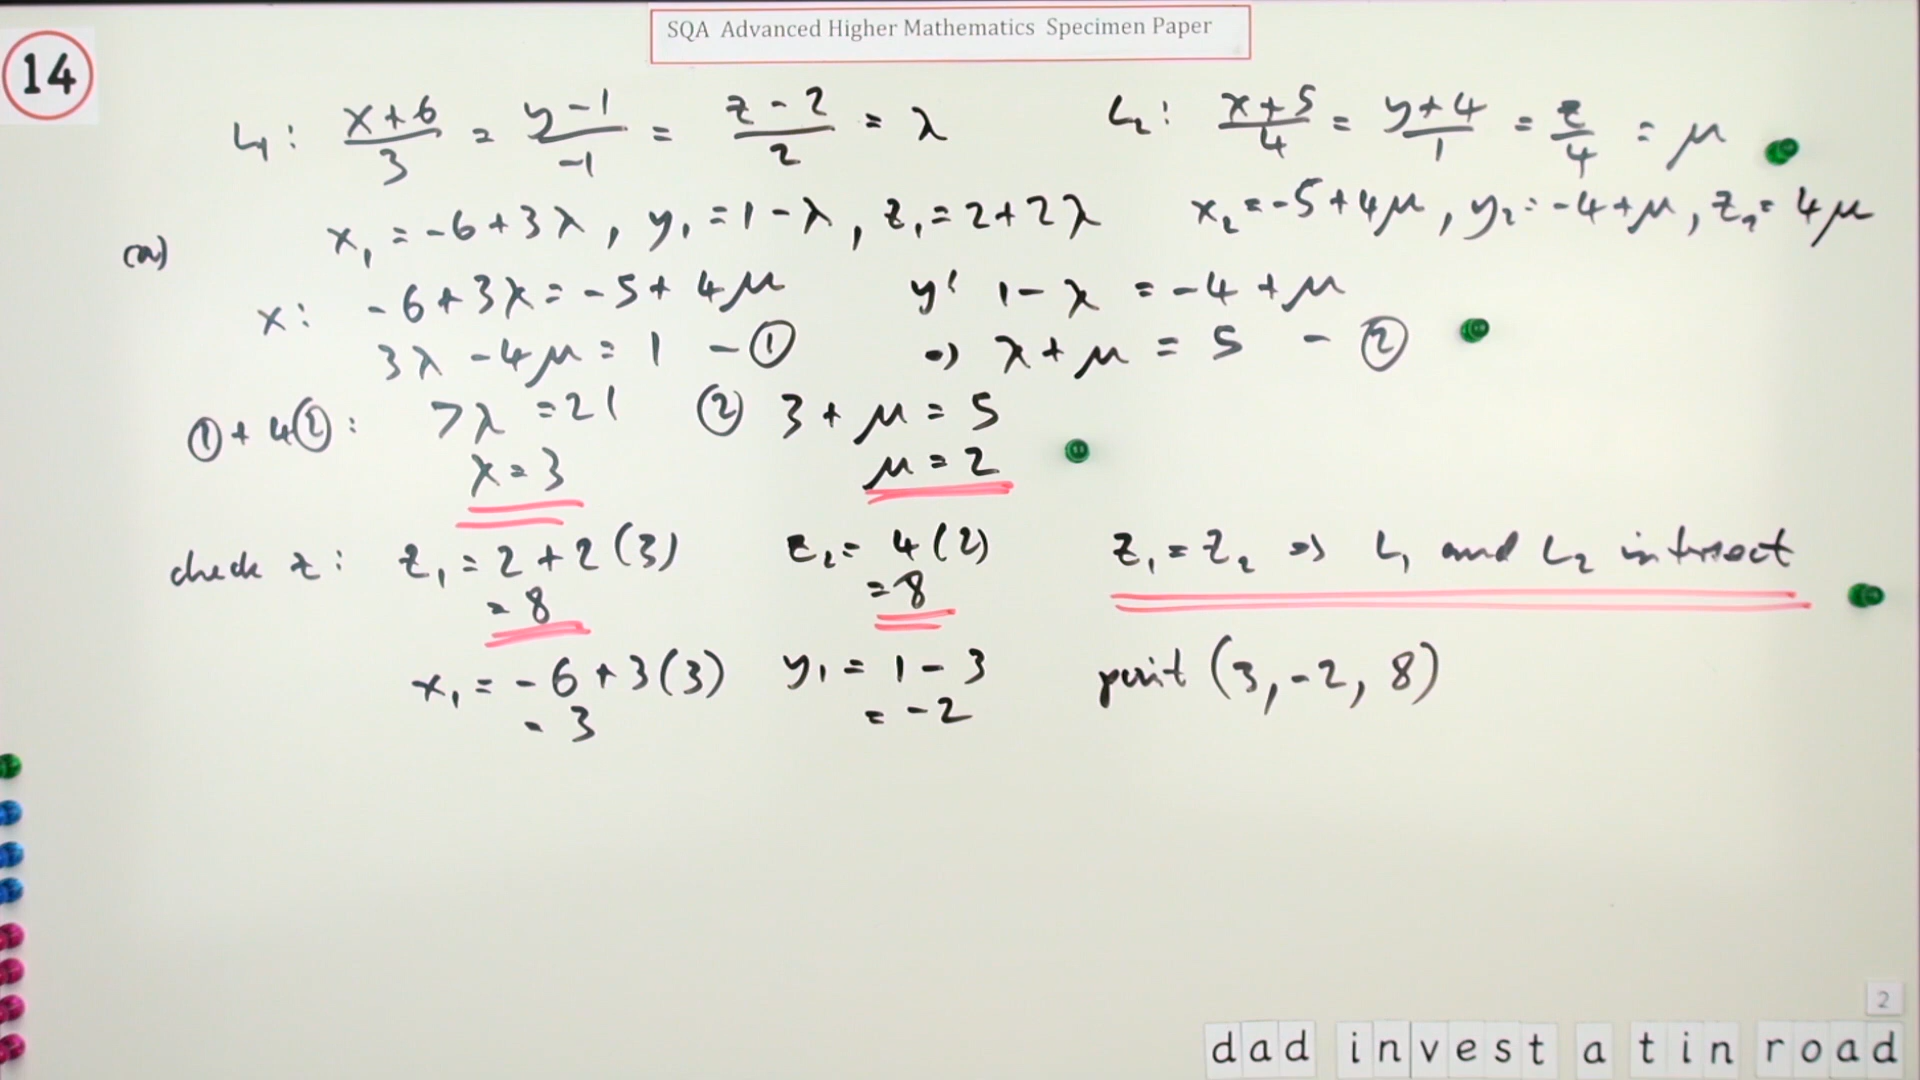 SQA Advanced Higher Mathematics Specimen Paper
14
L₁: (x+6)/3 = (y-1)/-1 = (z-2)/2 = λ L₂: (x+5)/4 = (y+4)/1 = z/4 = μ
(a) x₁ = -6+3λ, y₁ = 1-λ, z₁ = 2+2λ x₂ = -5+4μ, y₂ = -4+μ, z₂ = 4μ
x: -6+3λ = -5+4μ y: 1-λ = -4+μ
3λ-4μ = 1 - ① ⇒ λ+μ = 5 - ②
①+4②: 7λ = 21 ② 3+μ = 5
λ = 3 μ = 2
check z: z₁ = 2+2(3) z₂ = 4(2) z₁ = z₂ ⇒ L₁ and L₂ intersect
= 8 = 8
x₁ = -6+3(3) y₁ = 1-3 point (3, -2, 8)
= 3 = -2
2
dad invest a tin road